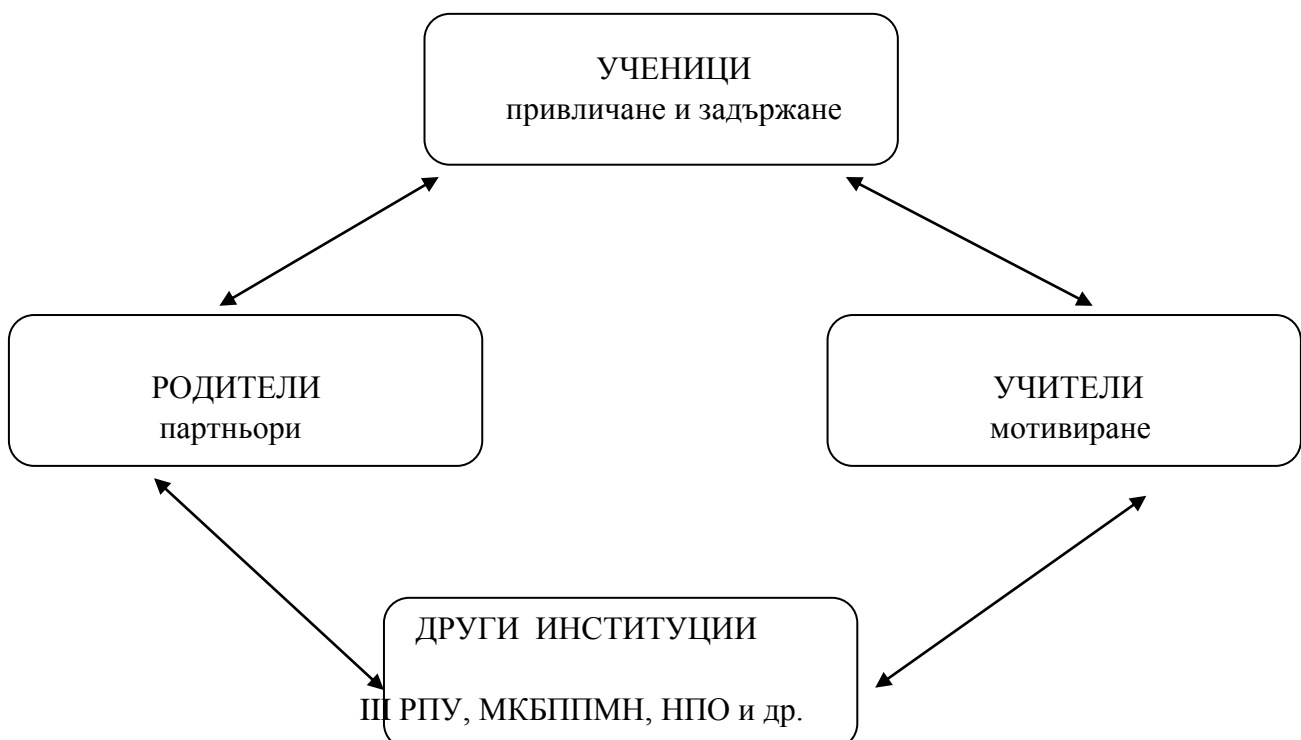 УЧЕНИЦИ
привличане и задържане
РОДИТЕЛИ
партньори
УЧИТЕЛИ
мотивиране
ДРУГИ ИНСТИТУЦИИ
III РПУ, МКБППМН, НПО и др.